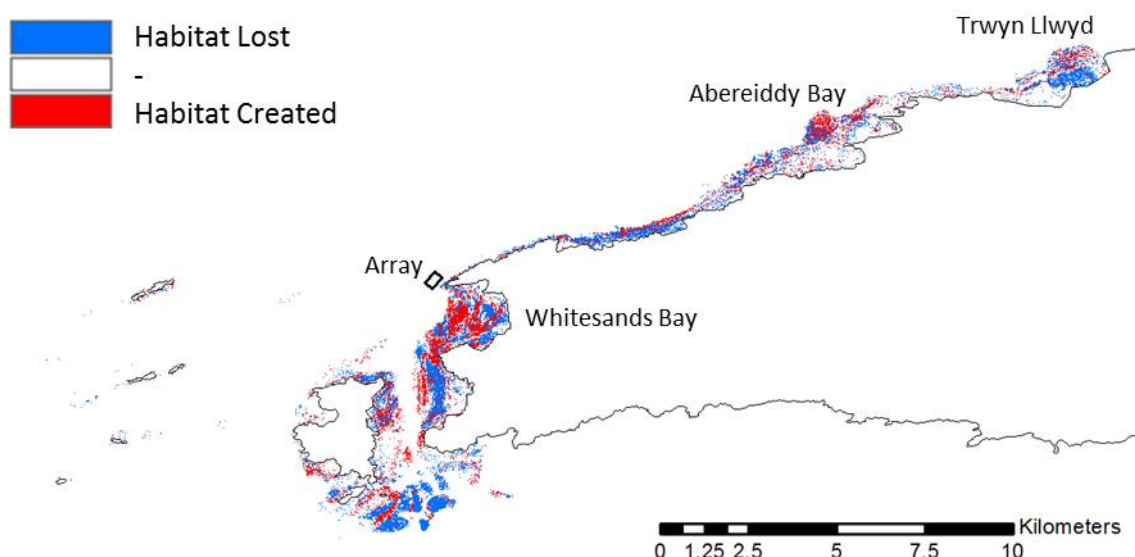 Habitat Lost
-
Habitat Created
Trwyn Llwyd
Abereiddy Bay
Array
Whitesands Bay
Kilometers
0 1.25 2.5 5 7.5 10